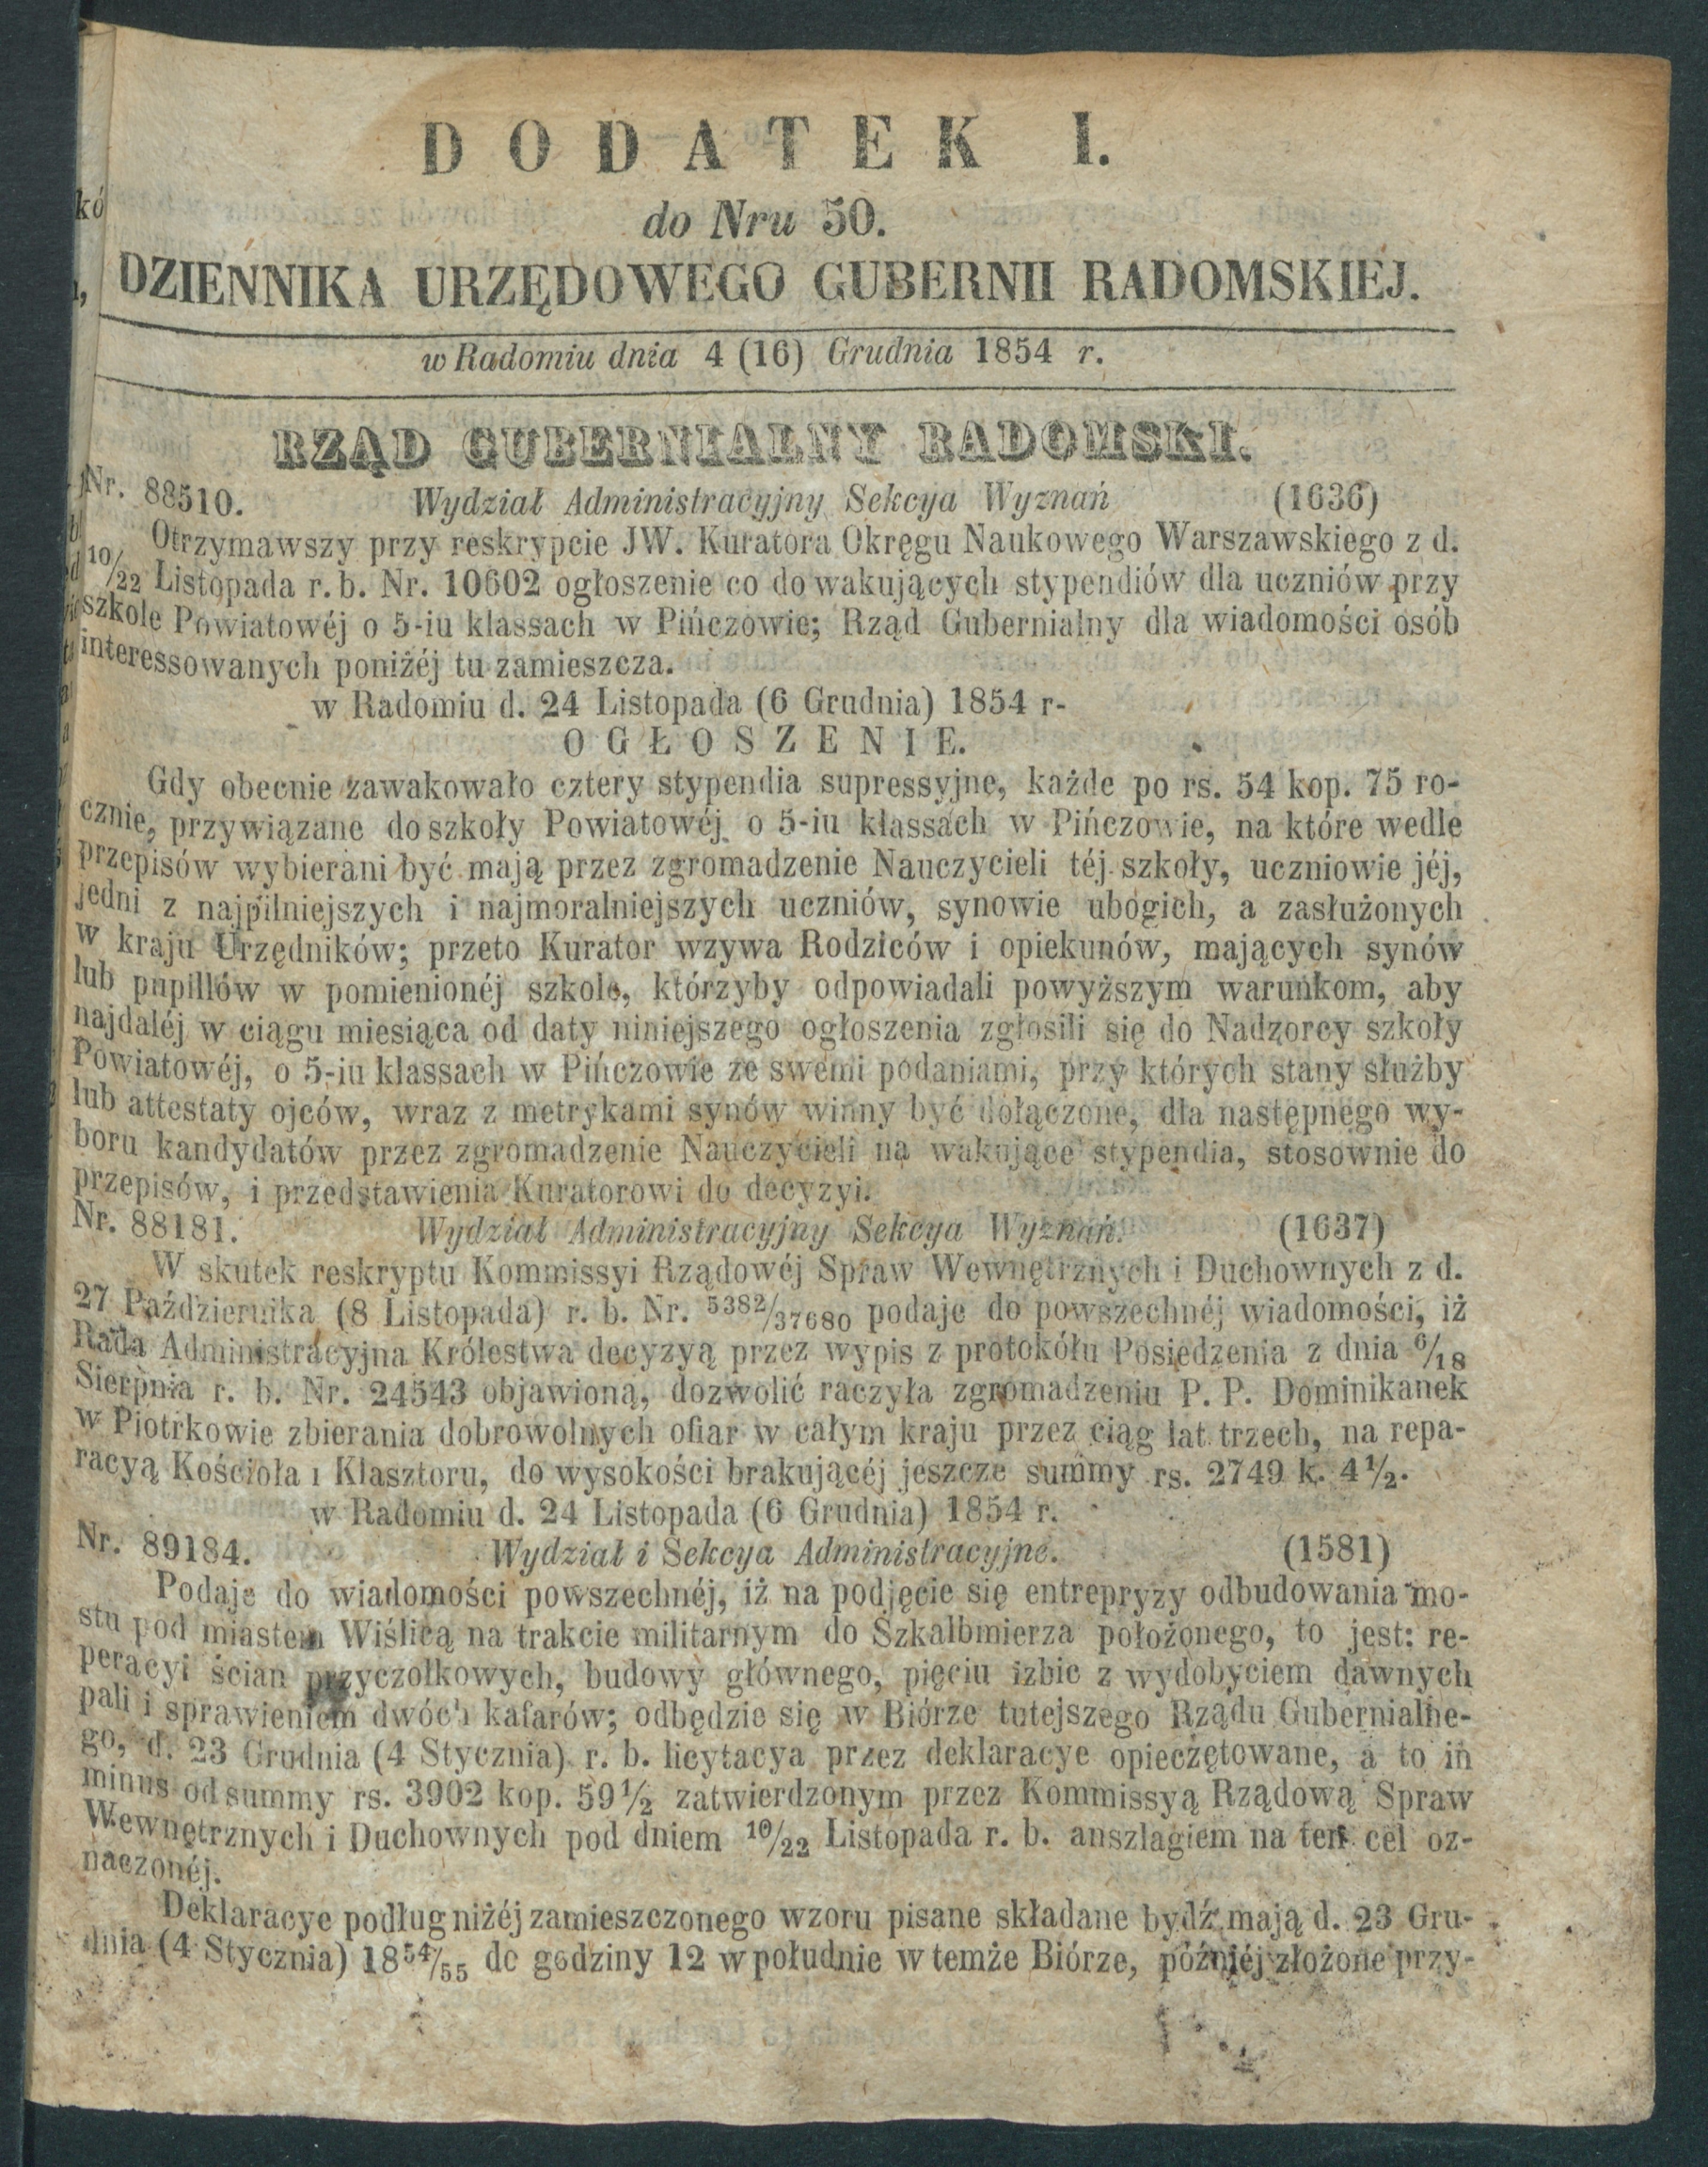 DODATEK I.
do Nru 50.
DZIENNIKA URZĘDOWEGO GUBERNII RADOMSKIEJ.
w Radomiu dnia 4 (16) Grudnia 1854 r.
RZĄD GUBERNIALNY RADOMSKI.
Nr. 88510. Wydział Administracyjny Sekcya Wyznań (1636)
Otrzymawszy przy reskrypcie JW. Kuratora Okręgu Naukowego Warszawskiego z d.
10/22 Listopada r. b. Nr. 10602 ogłoszenie co do wakujących stypendiów dla uczniów przy
szkole Powiatowéj o 5-iu klassach w Pińczowie; Rząd Gubernialny dla wiadomości osób
interessowanych poniżéj tu zamieszcza.
w Radomiu d. 24 Listopada (6 Grudnia) 1854 r-
OGŁOSZENIE.
Gdy obecnie zawakowało cztery stypendia supressyjne, każde po rs. 54 kop. 75 ro-
cznie, przywiązane do szkoły Powiatowéj o 5-iu klassach w Pińczowie, na które wedle
przepisów wybierani być mają przez zgromadzenie Nauczycieli téj szkoły, uczniowie jéj,
jedni z najpilniejszych i najmoralniejszych uczniów, synowie ubogich, a zasłużonych
w kraju Urzędników; przeto Kurator wzywa Rodziców i opiekunów, mających synów
lub pupillów w pomienionéj szkole, którzyby odpowiadali powyższym warunkom, aby
najdaléj w ciągu miesiąca od daty niniejszego ogłoszenia zgłosili się do Nadzorcy szkoły
Powiatowéj, o 5-iu klassach w Pińczowie ze swemi podaniami, przy których stany służby
lub attestaty ojców, wraz z metrykami synów winny być dołączone, dla następnego wy-
boru kandydatów przez zgromadzenie Nauczycieli na wakujące stypendia, stosownie do
przepisów, i przedstawienia Kuratorowi do decyzyi.
Nr. 88181. Wydział Administracyjny Sekcya Wyznań. (1637)
W skutek reskryptu Kommissyi Rządowéj Spraw Wewnętrznych i Duchownych z d.
27 Października (8 Listopada) r. b. Nr. 5382/37680 podaje do powszechnéj wiadomości, iż
Rada Administracyjna Królestwa decyzyą przez wypis z protokółu Posiedzenia z dnia 6/18
Sierpnia r. b. Nr. 24543 objawioną, dozwolić raczyła zgromadzeniu P. P. Dominikanek
w Piotrkowie zbierania dobrowolnych ofiar w całym kraju przez ciąg lat trzech, na repa-
racyą Kościoła i Klasztoru, do wysokości brakującéj jeszcze summy rs. 2749 k. 4½.
w Radomiu d. 24 Listopada (6 Grudnia) 1854 r.
Nr. 89184. Wydział i Sekcya Administracyjne. (1581)
Podaje do wiadomości powszechnéj, iż na podjęcie się entrepryzy odbudowania mo-
stu pod miastem Wiślicą na trakcie militarnym do Szkalbmierza położonego, to jest: re-
peracyi ścian przyczołkowych, budowy głównego, pięciu izbic z wydobyciem dawnych
pali i sprawieniem dwóch kafarów; odbędzie się w Biórze tutejszego Rządu Gubernialne-
go, d. 23 Grudnia (4 Stycznia) r. b. licytacya przez deklaracye opieczętowane, a to in
minus od summy rs. 3902 kop. 59½ zatwierdzonym przez Kommissyą Rządową Spraw
Wewnętrznych i Duchownych pod dniem 10/22 Listopada r. b. anszlagiem na ten cel oz-
naczonéj.
Deklaracye podług niżéj zamieszczonego wzoru pisane składane bydź mają d. 23 Gru-
dnia (4 Stycznia) 1854/55 do godziny 12 w południe w temże Biórze, późniéj złożone przy-